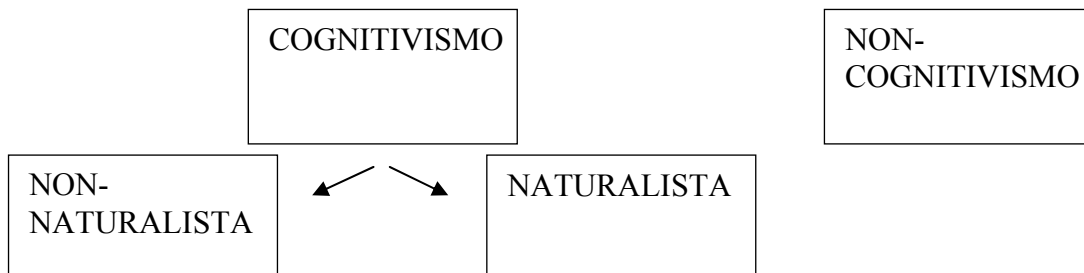 COGNITIVISMO
NON-
COGNITIVISMO
NON-
NATURALISTA
NATURALISTA